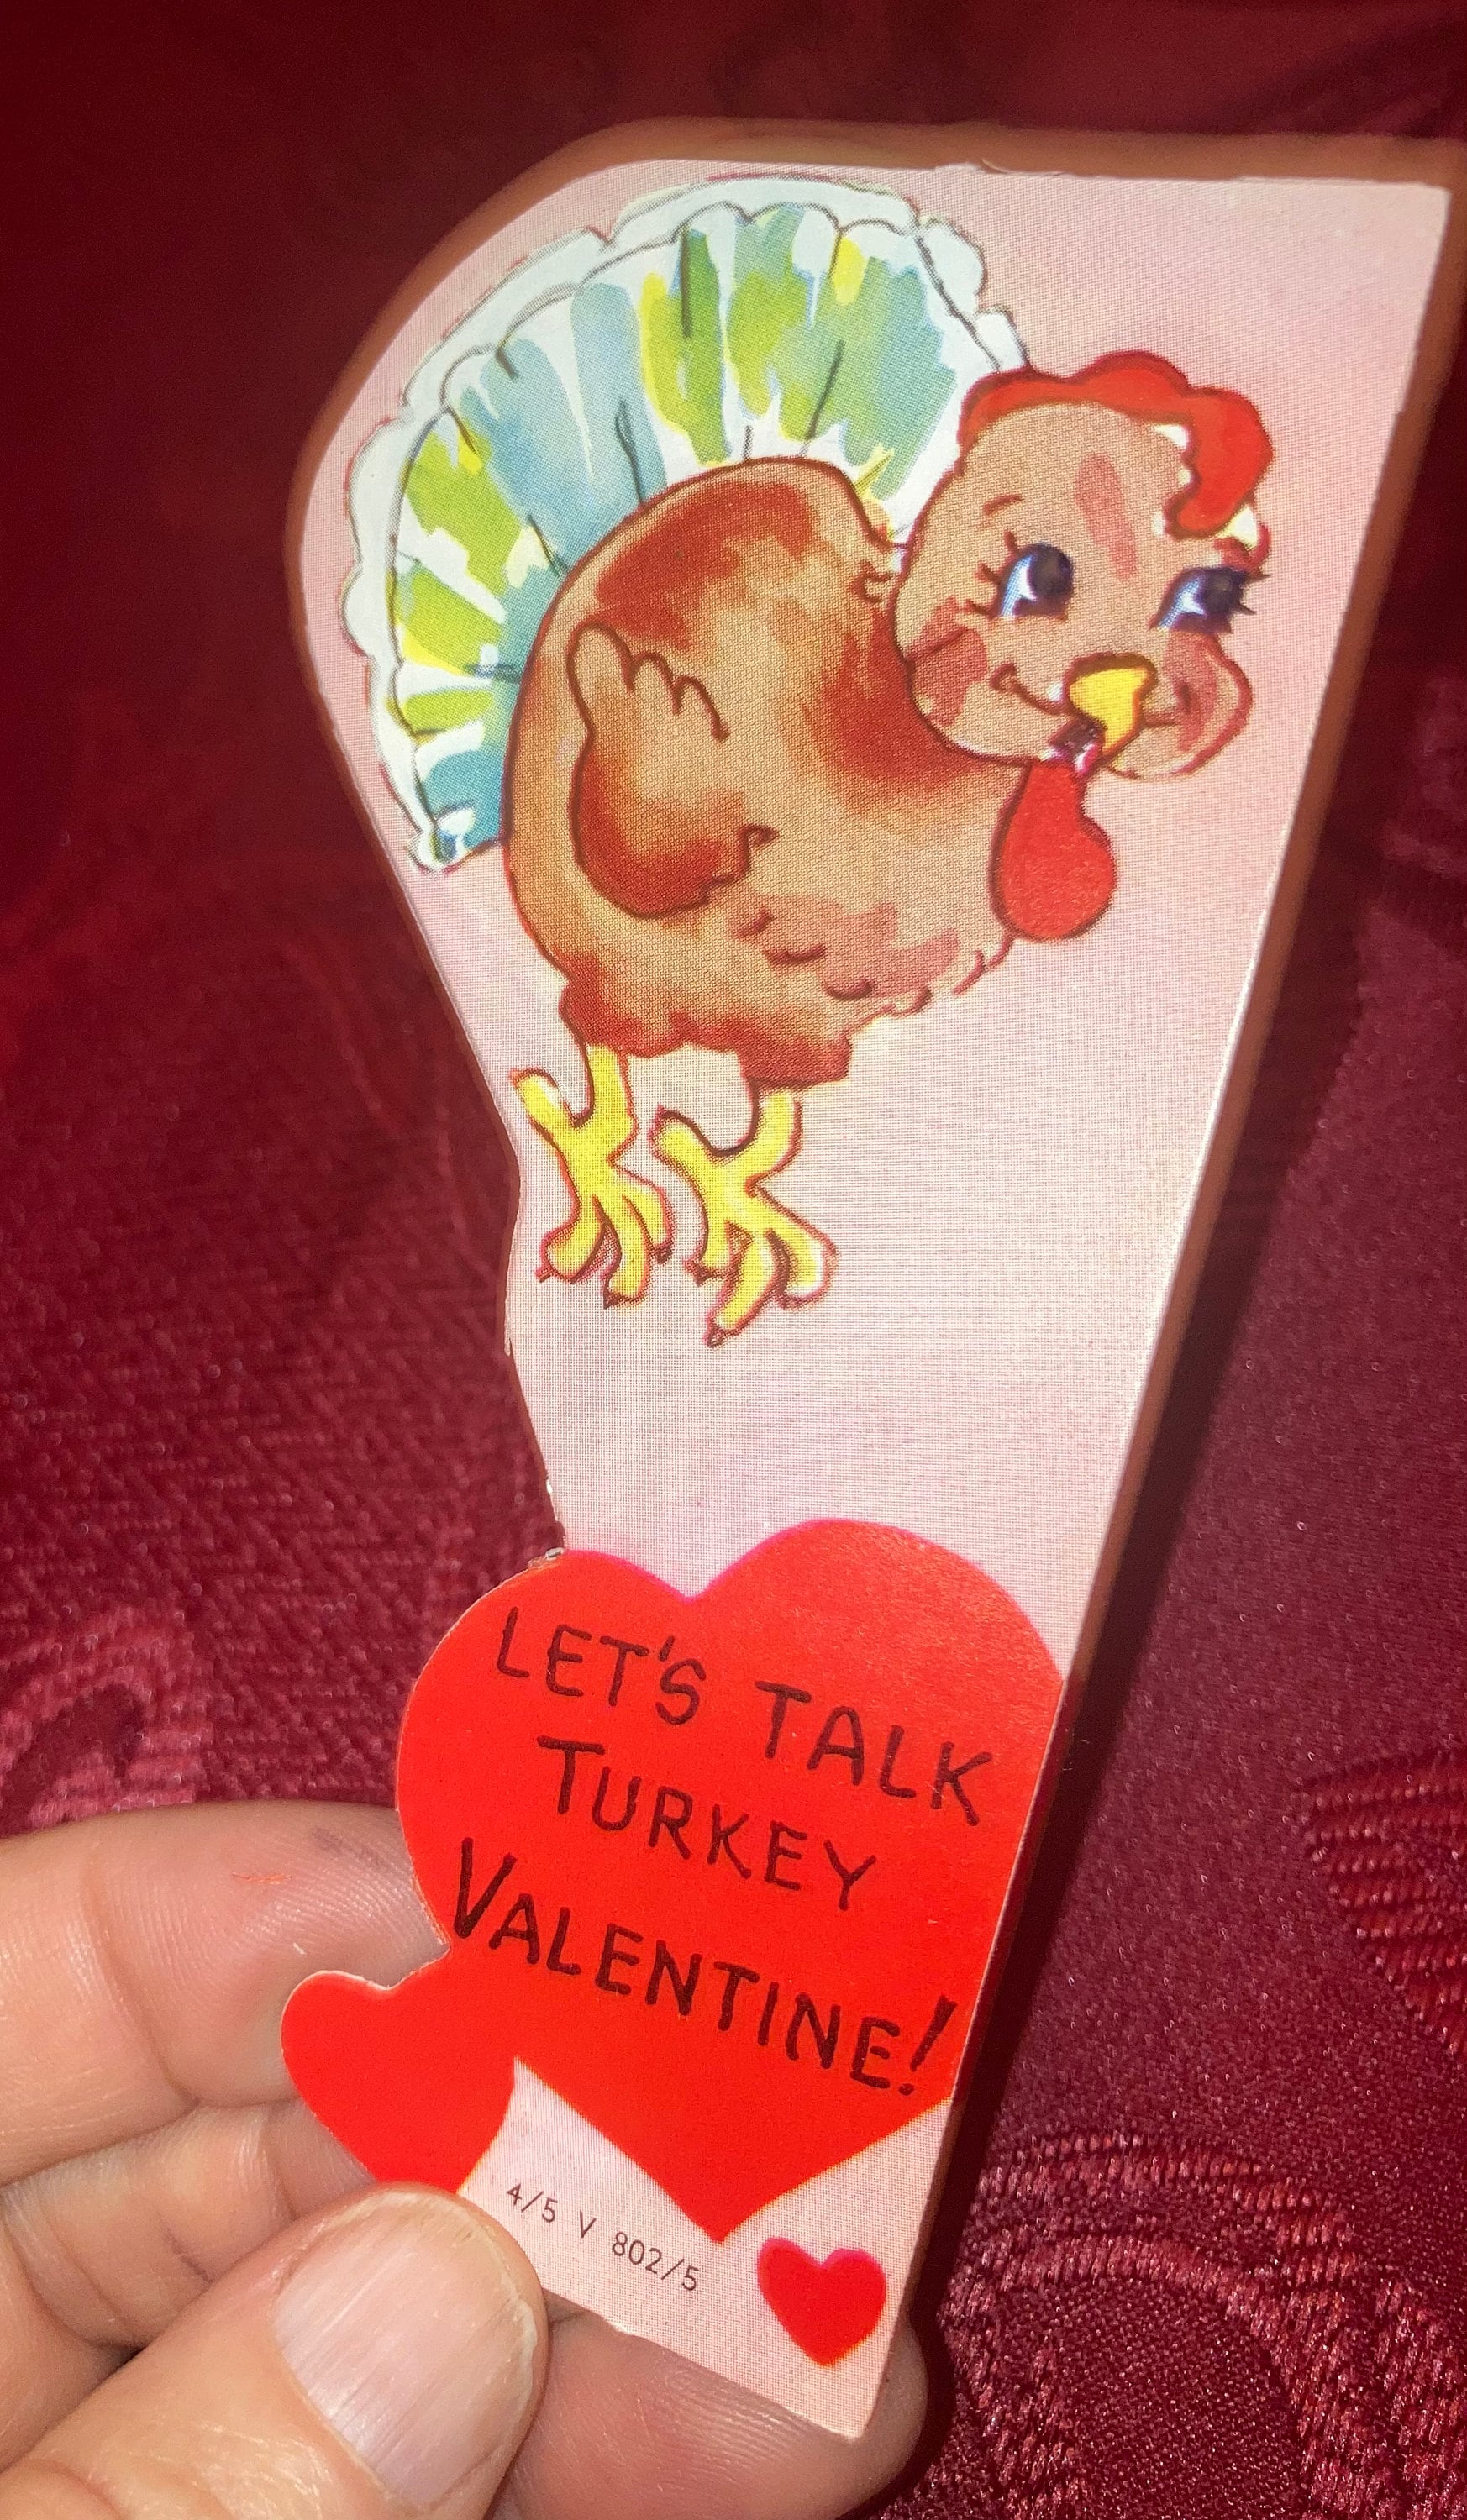 LET'S TALK
TURKEY
VALENTINE!
4/5 V 802/5